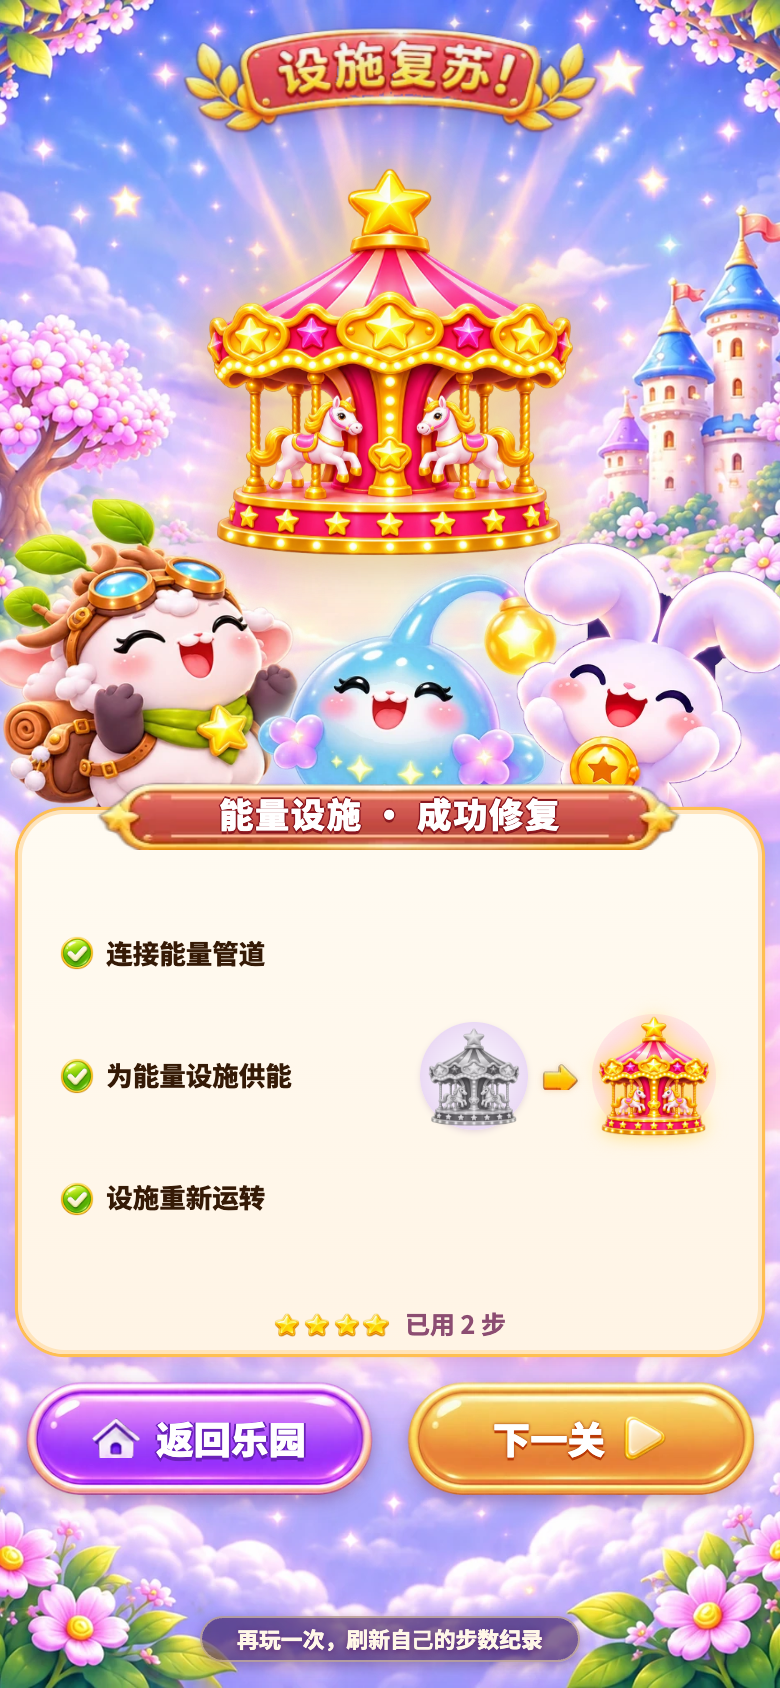 设施复苏!
能量设施 · 成功修复
连接能量管道
为能量设施供能
设施重新运转
已用 2 步
返回乐园
下一关
再玩一次，刷新自己的步数纪录